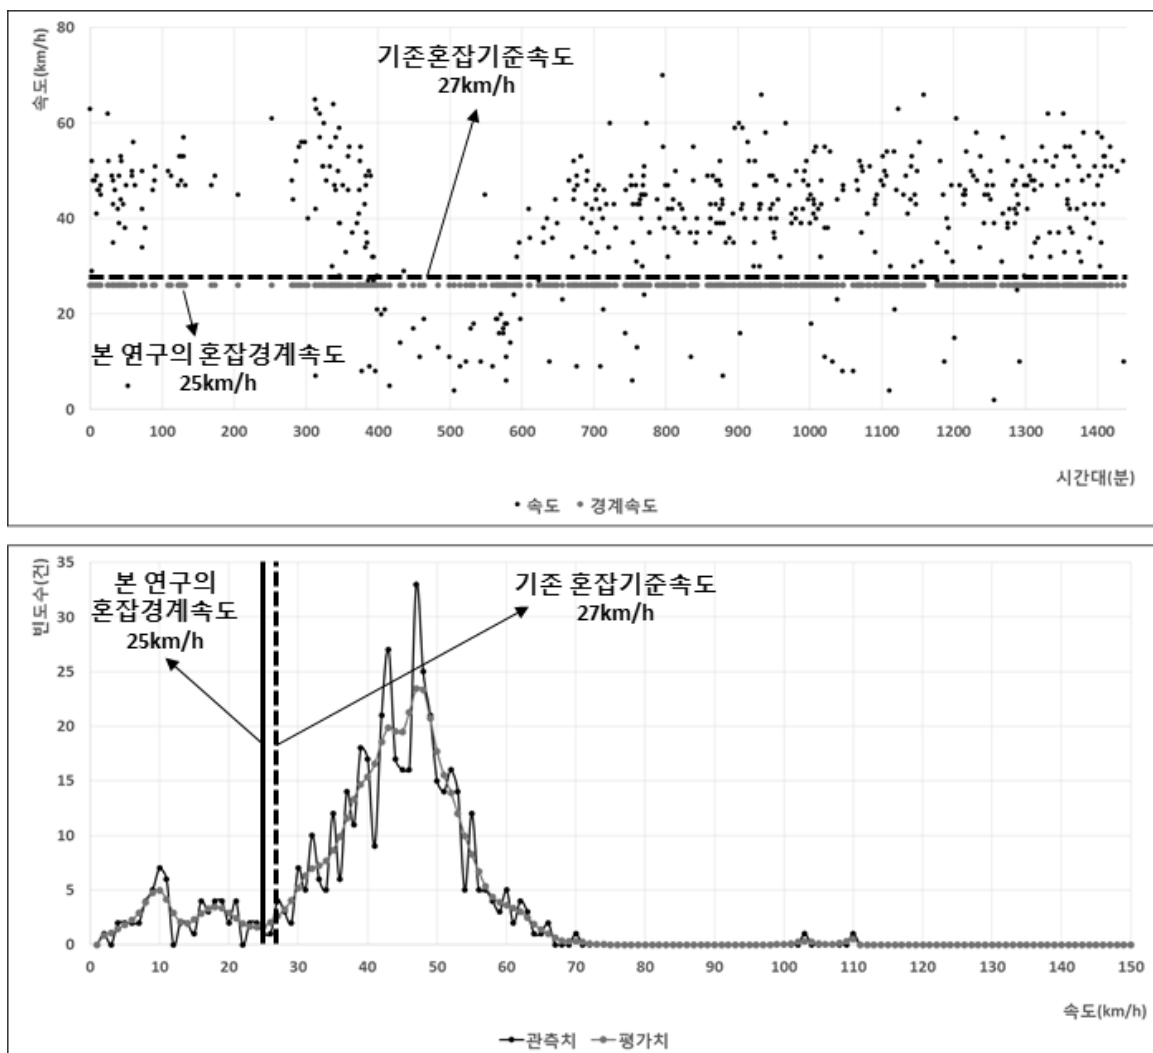 속도(km/h)
80
60
40
20
0
기존혼잡기준속도
27km/h
본 연구의 혼잡경계속도
25km/h
0 100 200 300 400 500 600 700 800 900 1000 1100 1200 1300 1400
시간대(분)
속도 경계속도
빈도수(건)
35
30
25
20
15
10
5
0
본 연구의
혼잡경계속도
25km/h
기존 혼잡기준속도
27km/h
0 10 20 30 40 50 60 70 80 90 100 110 120 130 140 150
속도(km/h)
관측치 평가치